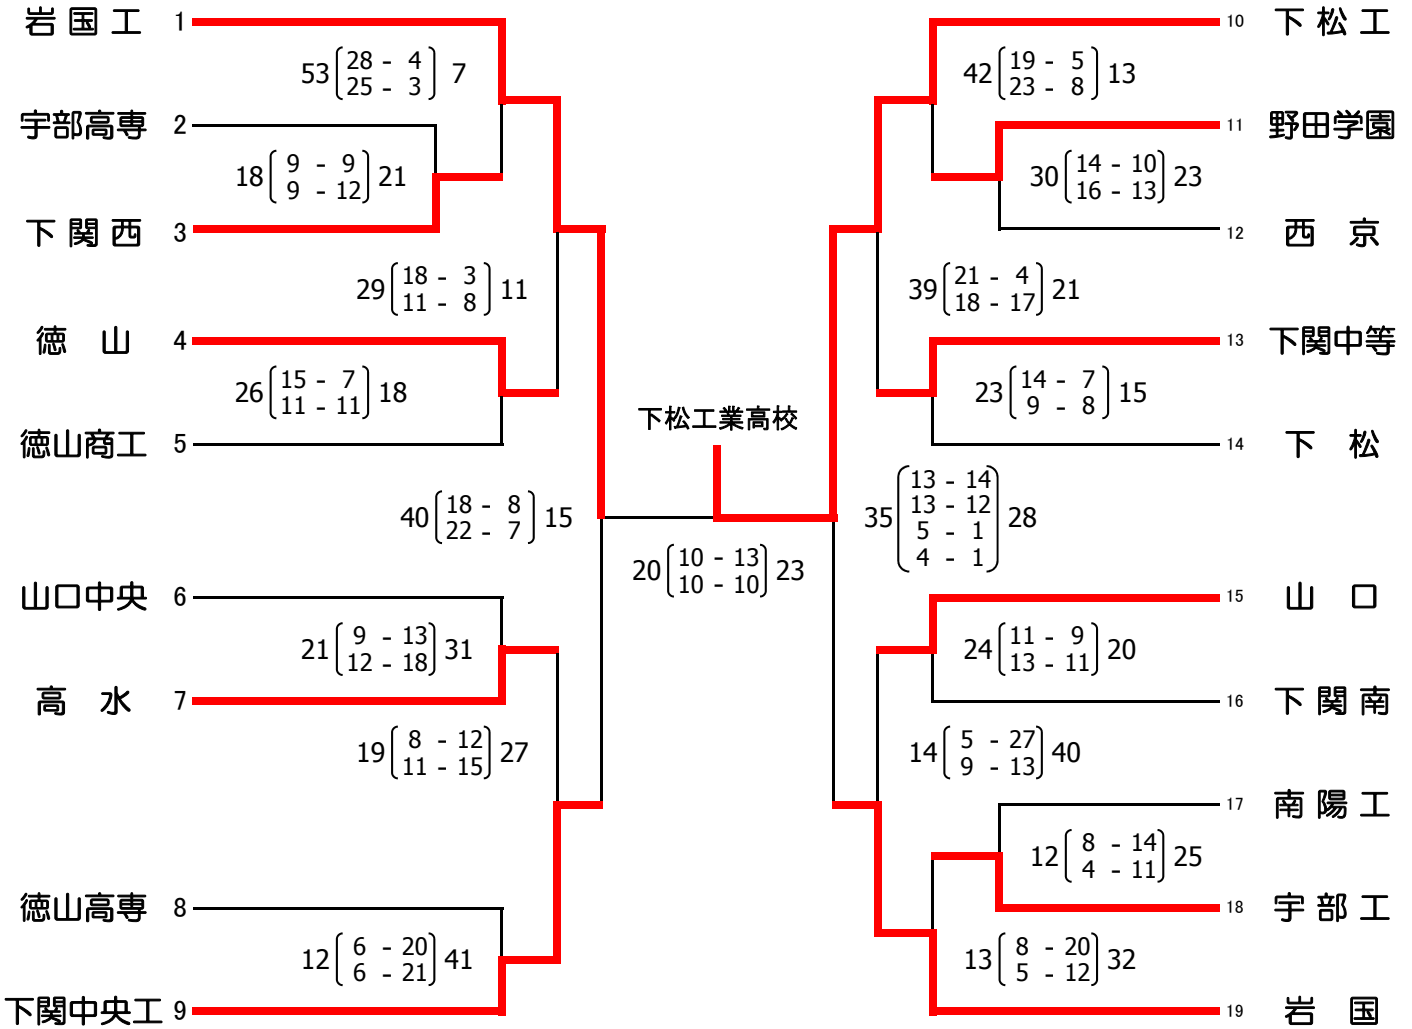 岩国工 1
53 28 - 4 7
25 - 3
宇部高専 2
18 9 - 9 21
9 - 12
下関西 3
29 18 - 3 11
11 - 8
徳山 4
26 15 - 7 18
11 - 11
徳山商工 5
40 18 - 8 15
22 - 7
山口中央 6
21 9 - 13 31
12 - 18
高水 7
19 8 - 12 27
11 - 15
徳山高専 8
12 6 - 20 41
6 - 21
下関中央工 9
下松工業高校
20 10 - 13 23
10 - 10
10 下松工
42 19 - 5 13
23 - 8
11 野田学園
30 14 - 10 23
16 - 13
12 西京
39 21 - 4 21
18 - 17
13 下関中等
23 14 - 7 15
9 - 8
14 下松
35 13 - 14 28
13 - 12
5 - 1
4 - 1
15 山口
24 11 - 9 20
13 - 11
16 下関南
14 5 - 27 40
9 - 13
17 南陽工
12 8 - 14 25
4 - 11
18 宇部工
13 8 - 20 32
5 - 12
19 岩国